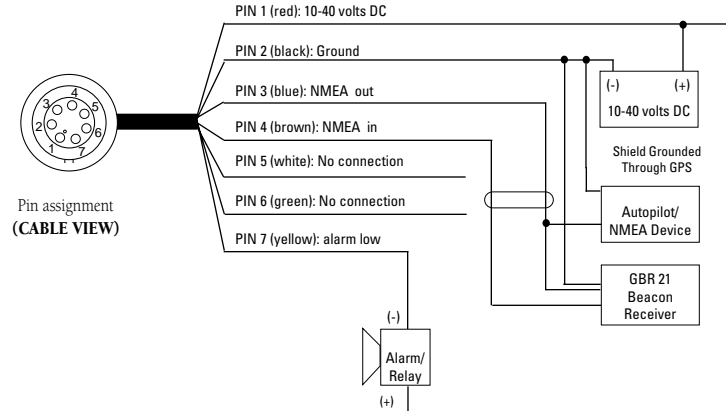 PIN 1 (red): 10-40 volts DC
PIN 2 (black): Ground
PIN 3 (blue): NMEA out
PIN 4 (brown): NMEA in
PIN 5 (white): No connection
PIN 6 (green): No connection
PIN 7 (yellow): alarm low
1
2
3
4
5
6
7
Pin assignment
(CABLE VIEW)
(-)
(+)
10-40 volts DC
Shield Grounded
Through GPS
Autopilot/
NMEA Device
GBR 21
Beacon
Receiver
(-)
Alarm/
Relay
(+)